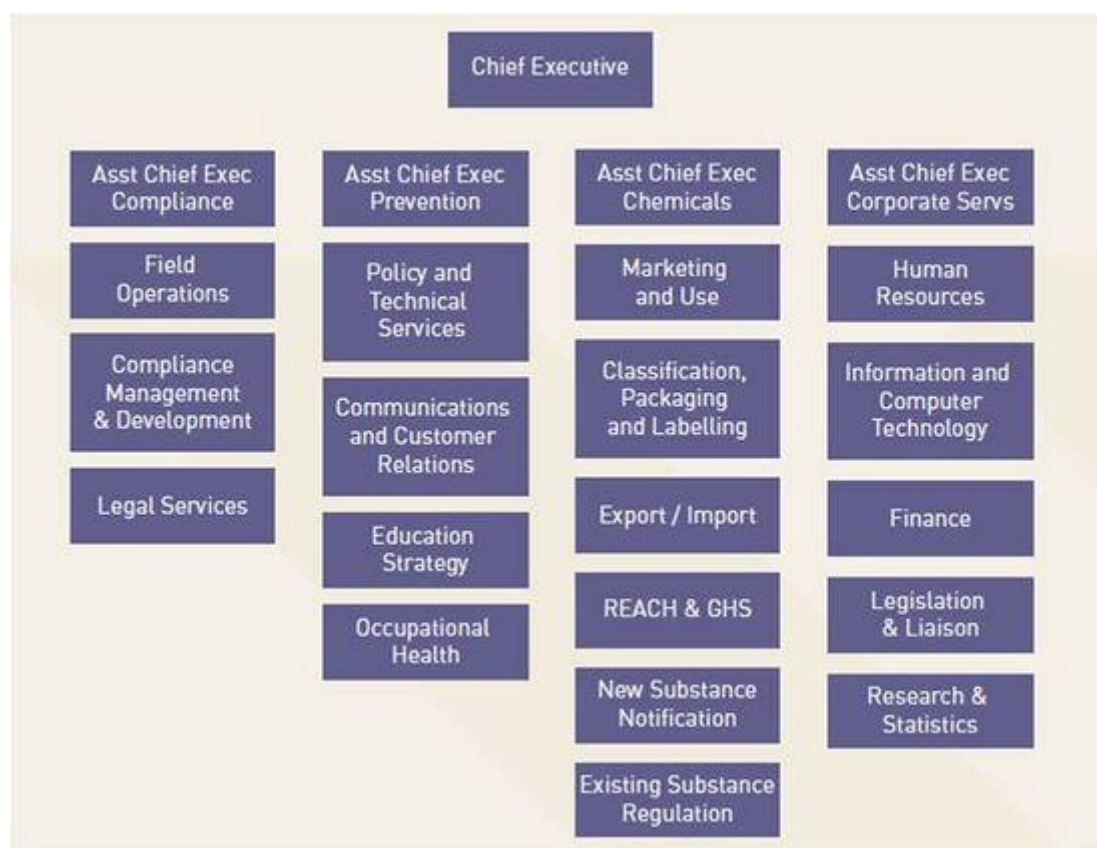 Chief Executive
Asst Chief Exec
Compliance
Field
Operations
Compliance
Management
& Development
Legal Services
Asst Chief Exec
Prevention
Policy and
Technical
Services
Communications
and Customer
Relations
Education
Strategy
Occupational
Health
Asst Chief Exec
Chemicals
Marketing
and Use
Classification,
Packaging
and Labelling
Export / Import
REACH & GHS
New Substance
Notification
Existing Substance
Regulation
Asst Chief Exec
Corporate Servs
Human
Resources
Information and
Computer
Technology
Finance
Legislation
& Liaison
Research &
Statistics